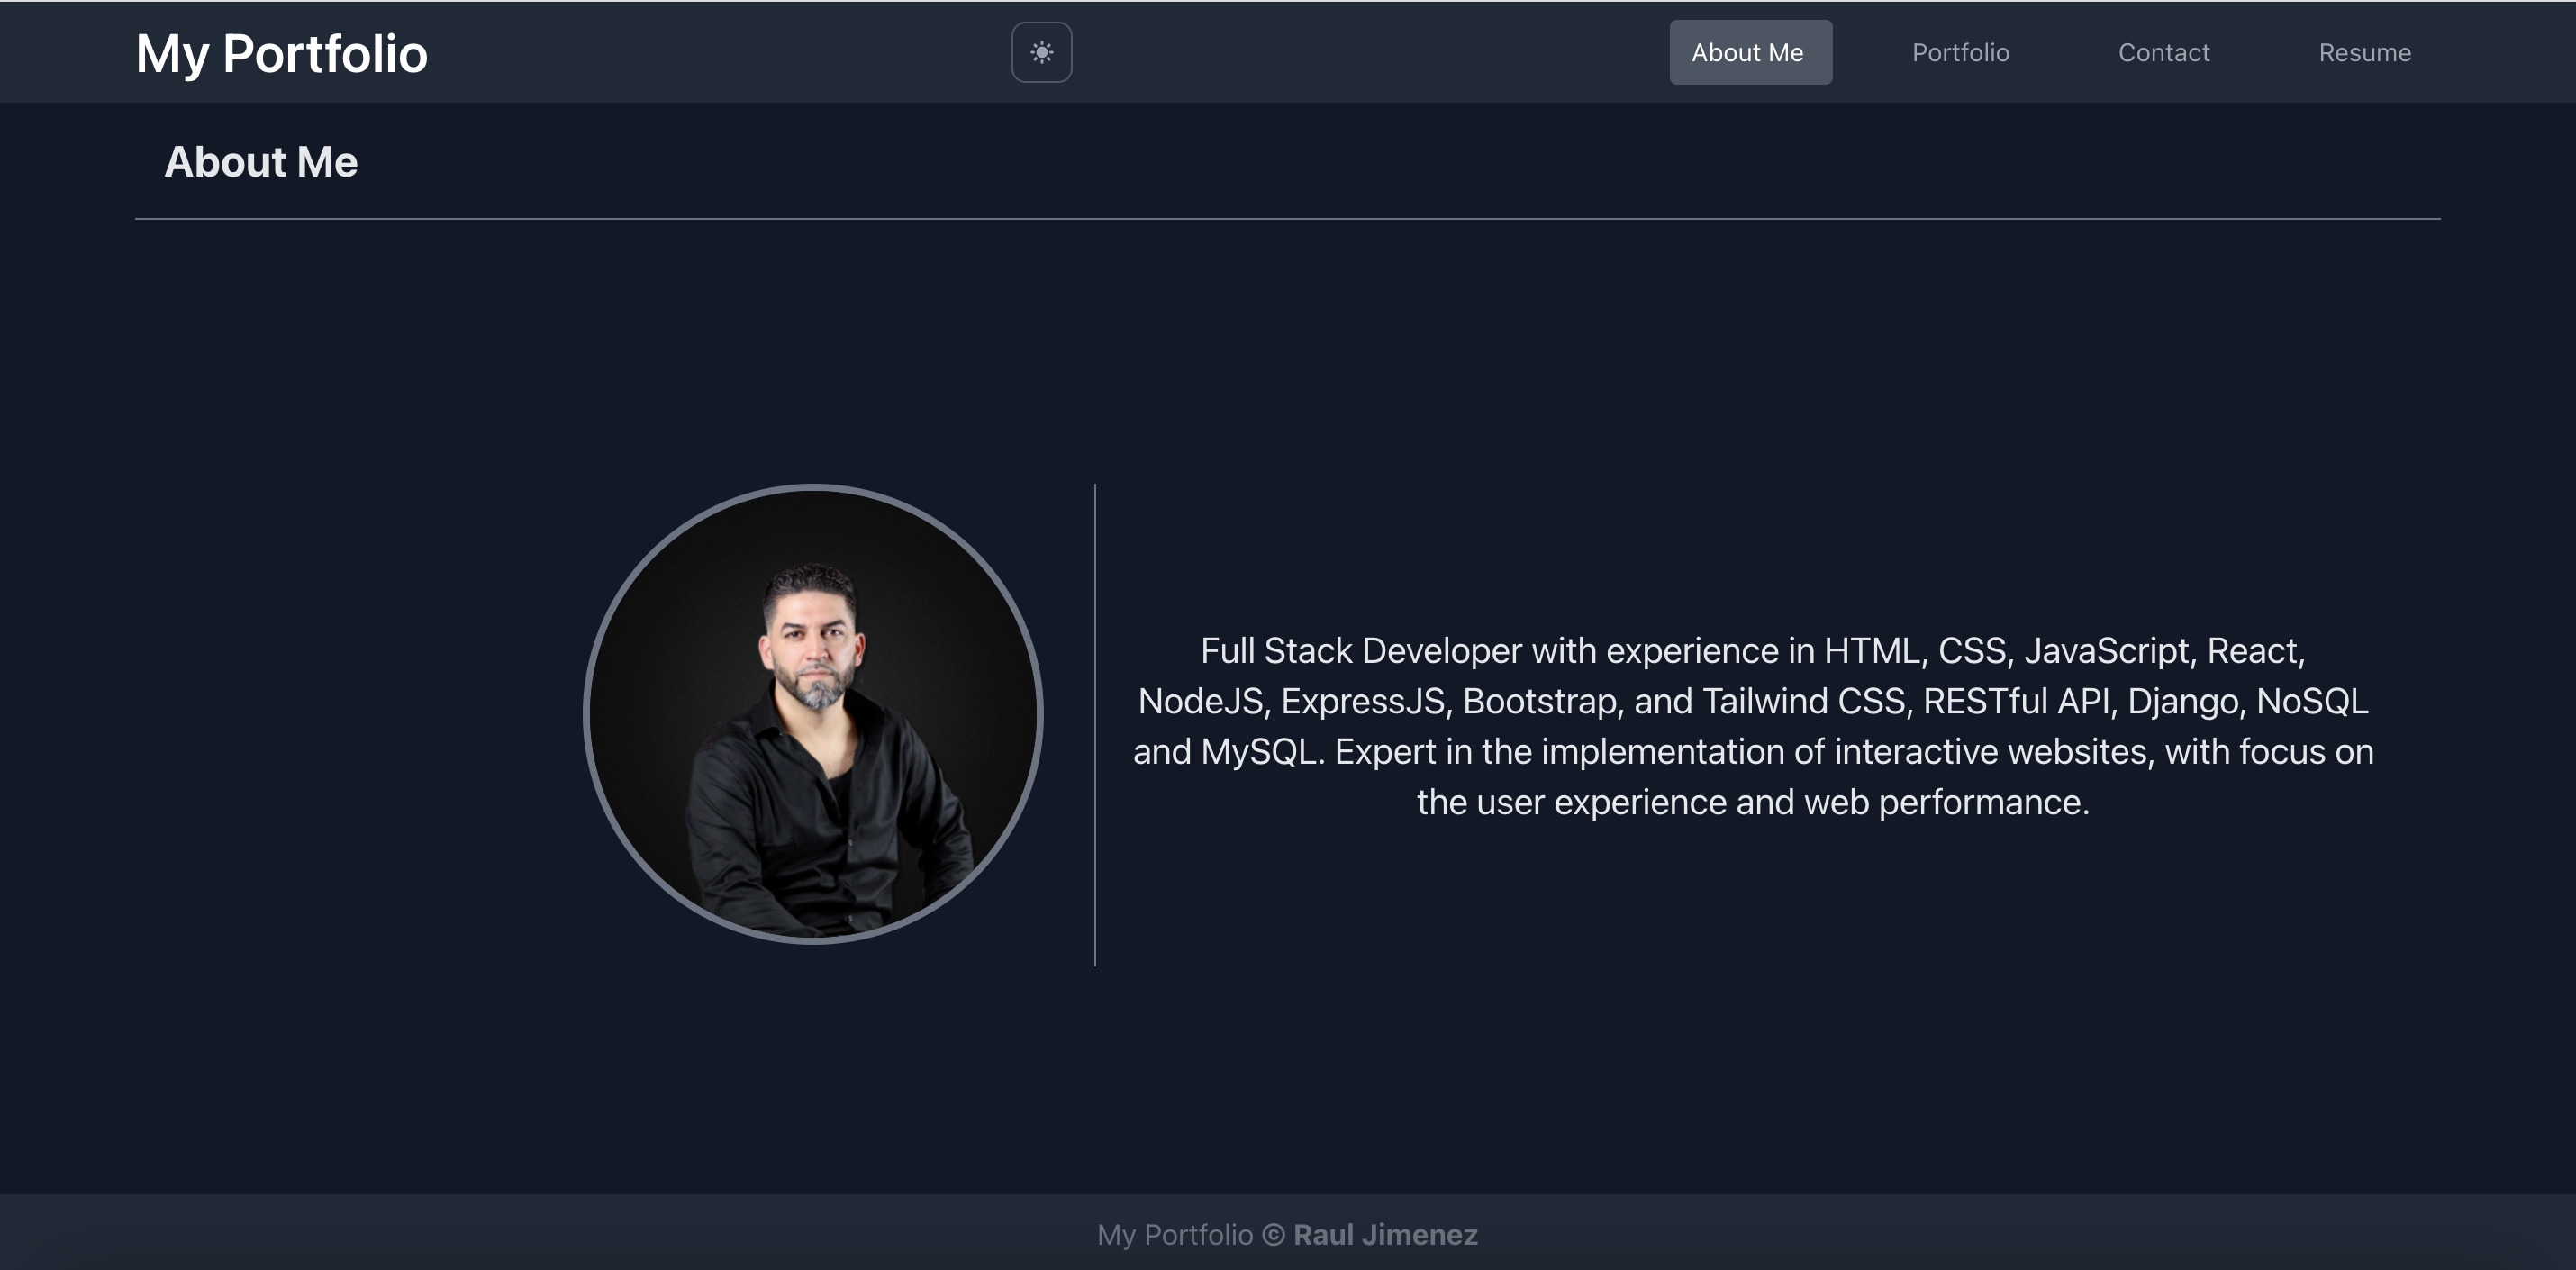 My Portfolio
About Me
Portfolio
Contact
Resume
About Me
Full Stack Developer with experience in HTML, CSS, JavaScript, React,
NodeJS, ExpressJS, Bootstrap, and Tailwind CSS, RESTful API, Django, NoSQL
and MySQL. Expert in the implementation of interactive websites, with focus on
the user experience and web performance.
My Portfolio © Raul Jimenez